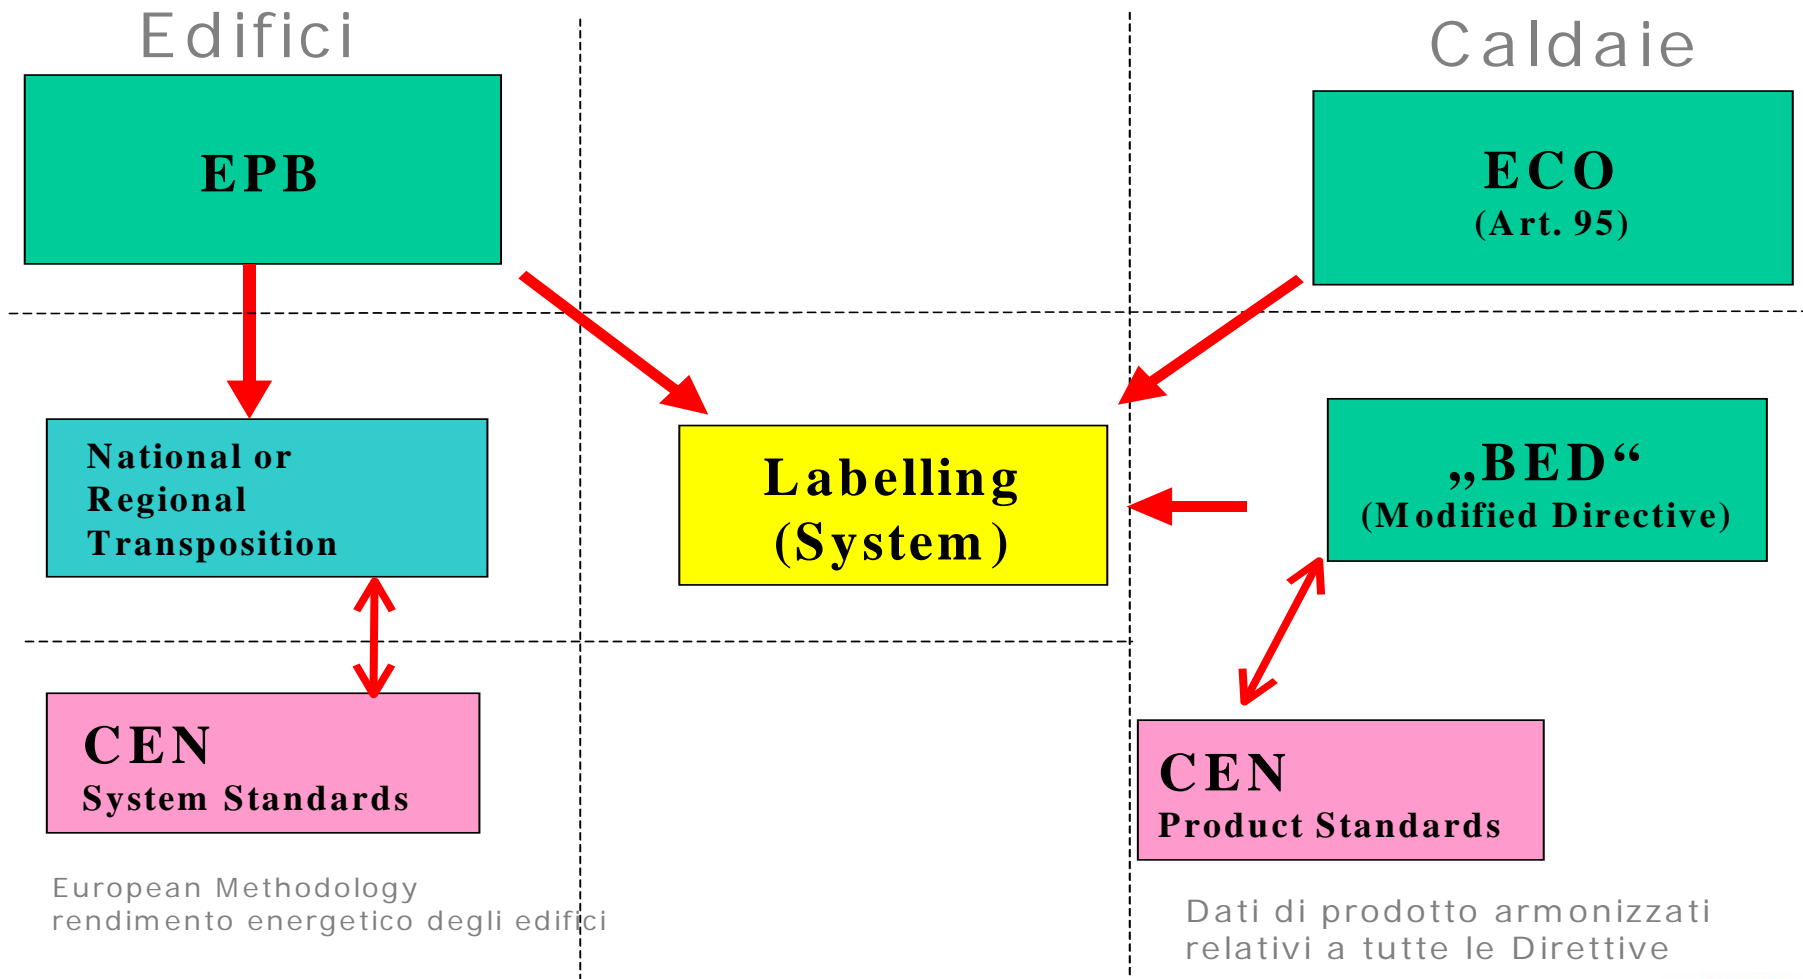 Edifici
Caldaie
EPB
ECO
(Art. 95)
National or
Regional
Transposition
Labelling
(System)
„BED“
(Modified Directive)
CEN
System Standards
CEN
Product Standards
European Methodology
rendimento energetico degli edifici
Dati di prodotto armonizzati
relativi a tutte le Direttive